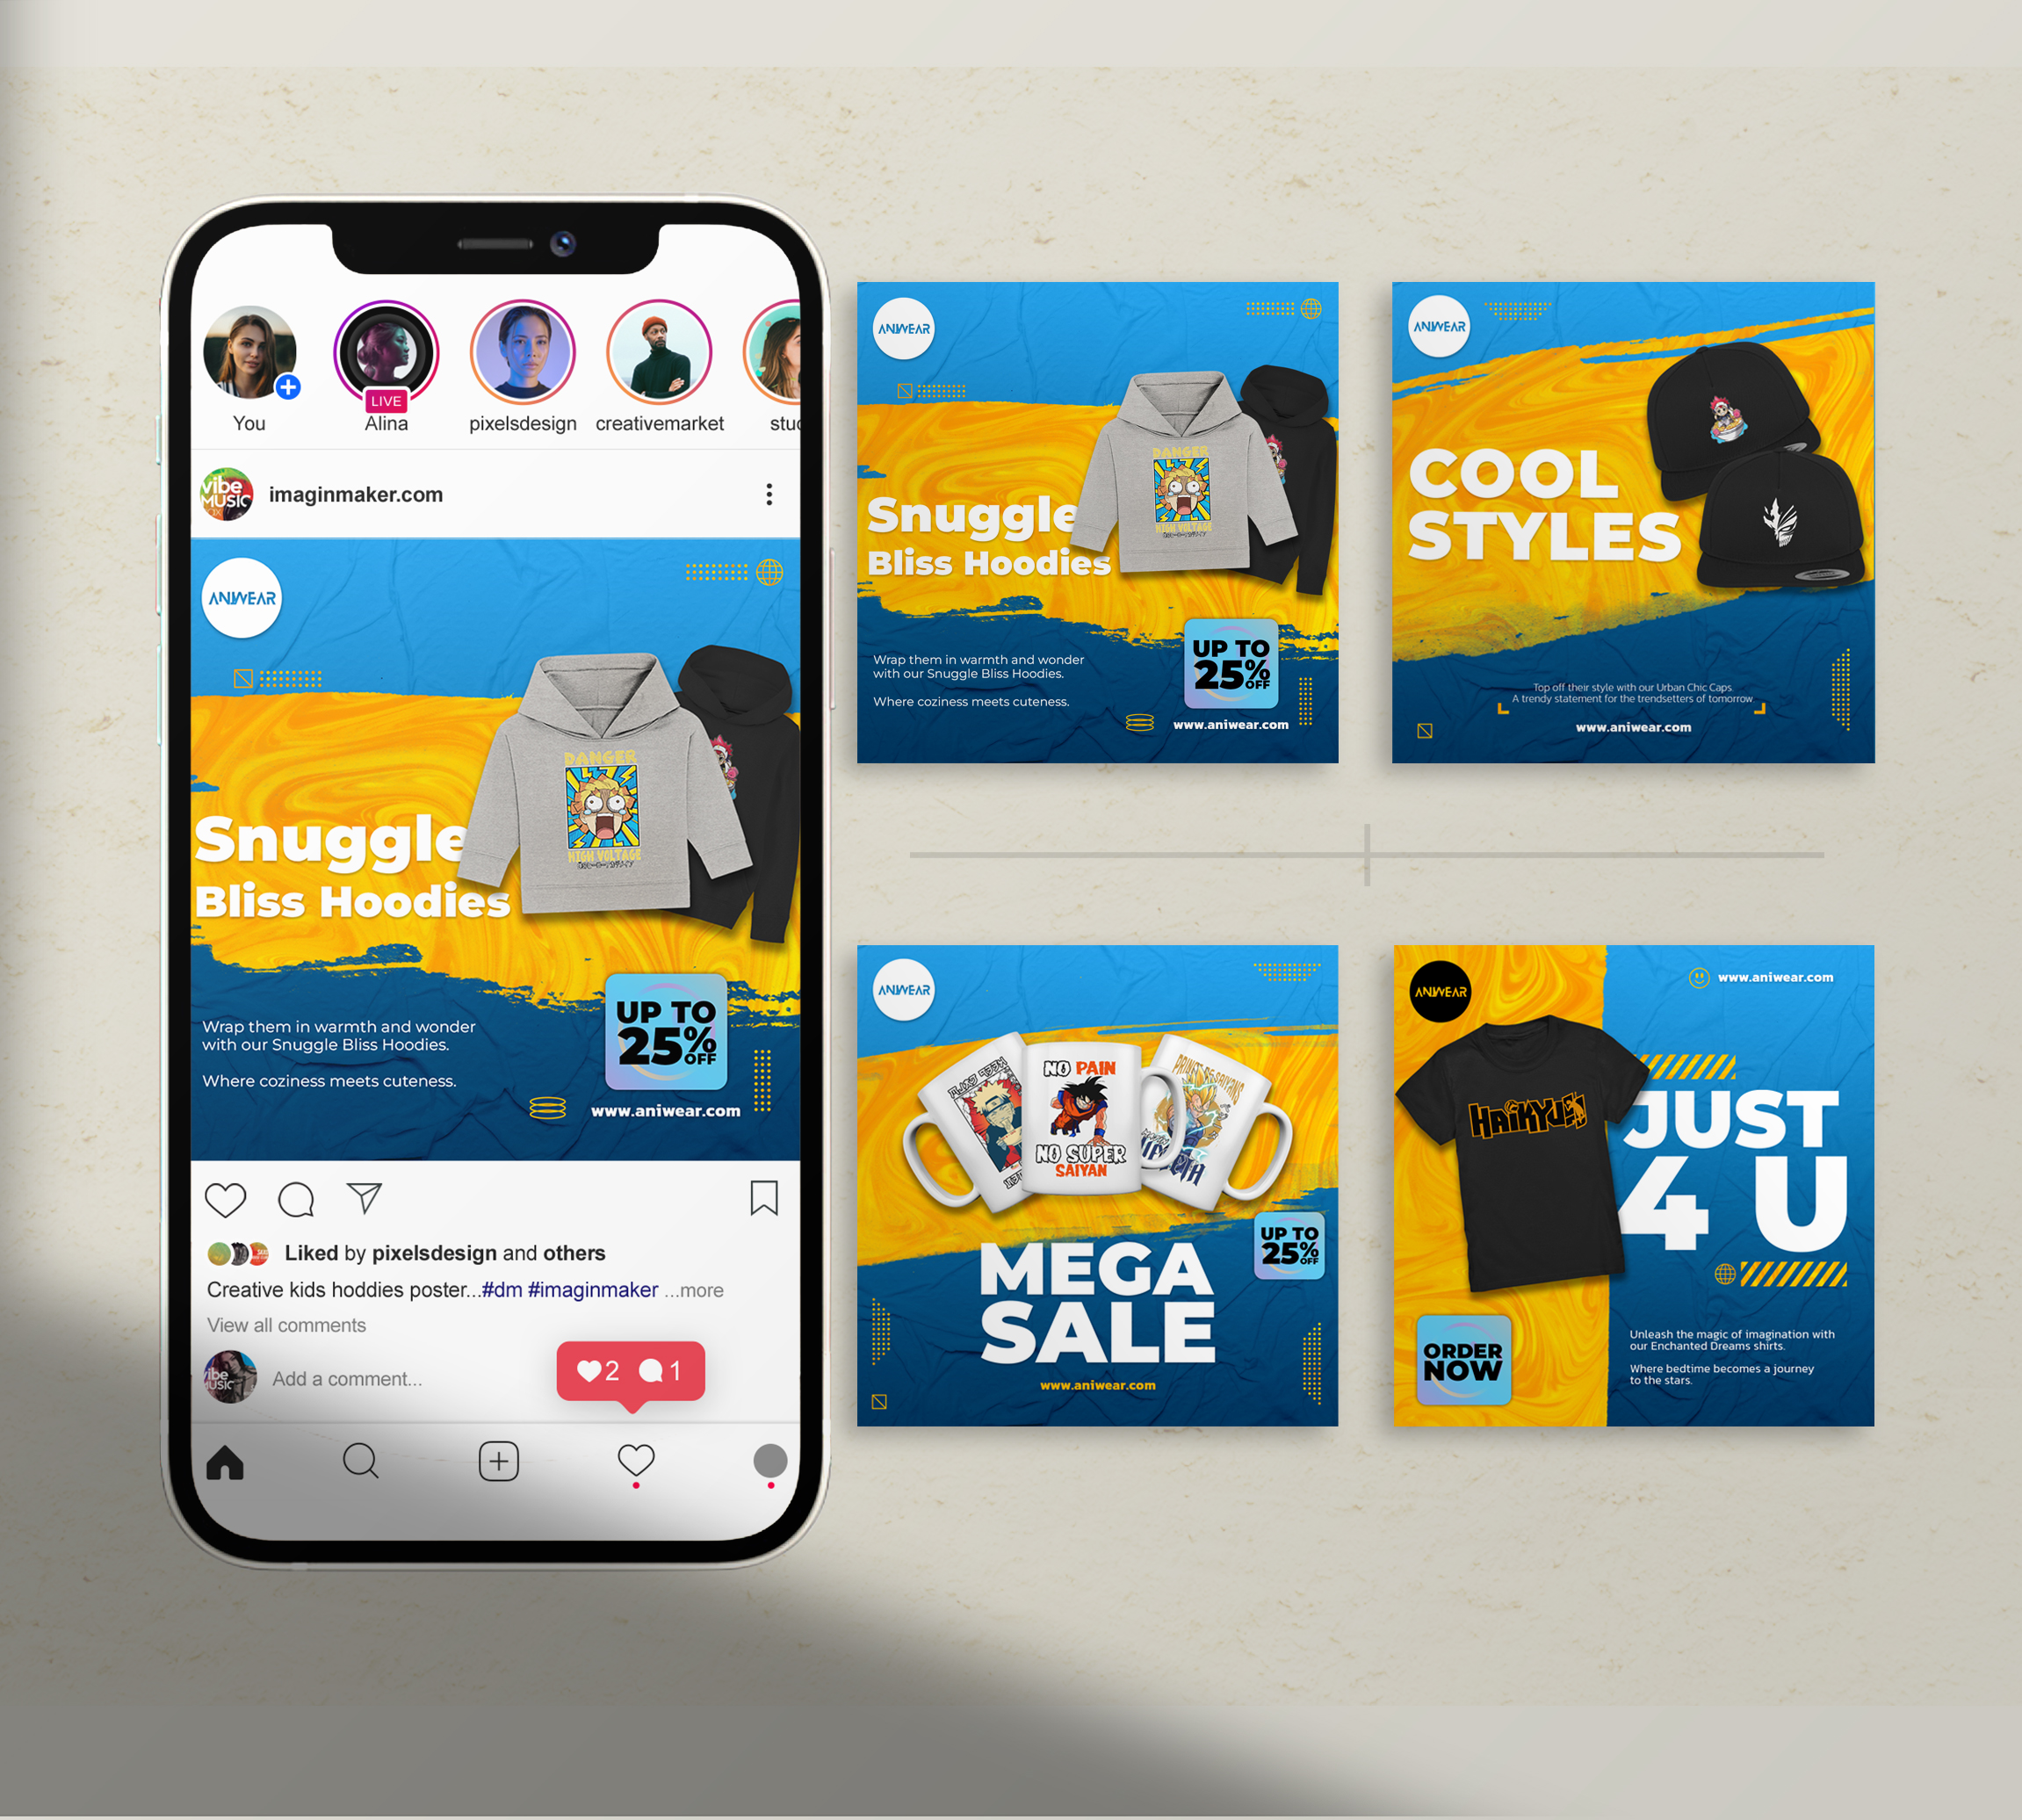 You
LIVE
Alina
pixelsdesign
creativemarket
stuc
vibe
MUSIC
imaginmaker.com
ANIWEAR
DANGER
HIGH VOLTAGE
Snuggle
Bliss Hoodies
UP TO
25%
OFF
Wrap them in warmth and wonder
with our Snuggle Bliss Hoodies.
Where coziness meets cuteness.
www.aniwear.com
Liked by pixelsdesign and others
Creative kids hoddies poster...#dm #imaginmaker ...more
View all comments
vibe
MUSIC
Add a comment...
2 1
ANIWEAR
DANGER
HIGH VOLTAGE
Snuggle
Bliss Hoodies
UP TO
25%
OFF
Wrap them in warmth and wonder
with our Snuggle Bliss Hoodies.
Where coziness meets cuteness.
www.aniwear.com
ANIWEAR
COOL
STYLES
Top off their style with our Urban Chic Caps.
A trendy statement for the trendsetters of tomorrow
www.aniwear.com
ANIWEAR
NO PAIN
NO SUPER
SAIYAN
UP TO
25%
OFF
MEGA
SALE
www.aniwear.com
ANIWEAR
www.aniwear.com
HAIKYU
JUST
4 U
ORDER
NOW
Unleash the magic of imagination with
our Enchanted Dreams shirts.
Where bedtime becomes a journey
to the stars.